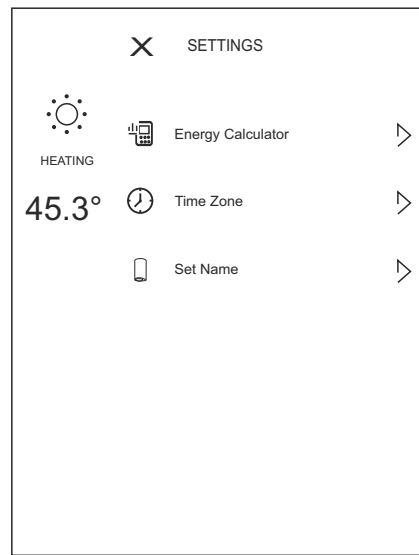 SETTINGS
HEATING
45.3°
Energy Calculator
Time Zone
Set Name